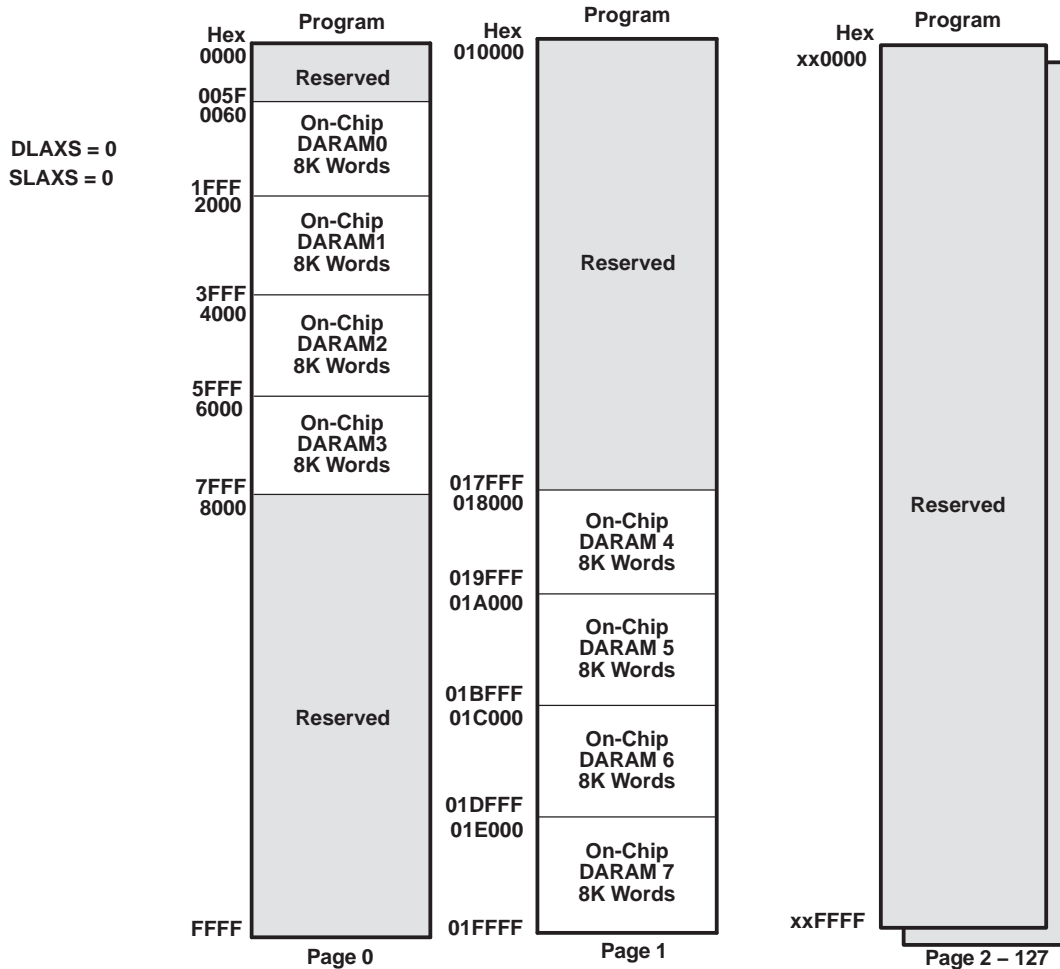 DLAXS = 0
SLAXS = 0
Program
Hex
0000
Reserved
005F
0060
On-Chip
DARAM0
8K Words
1FFF
2000
On-Chip
DARAM1
8K Words
3FFF
4000
On-Chip
DARAM2
8K Words
5FFF
6000
On-Chip
DARAM3
8K Words
7FFF
8000
Reserved
FFFF
Page 0
Program
Hex
010000
Reserved
017FFF
018000
On-Chip
DARAM 4
8K Words
019FFF
01A000
On-Chip
DARAM 5
8K Words
01BFFF
01C000
On-Chip
DARAM 6
8K Words
01DFFF
01E000
On-Chip
DARAM 7
8K Words
01FFFF
Page 1
Program
Hex
xx0000
Reserved
xxFFFF
Page 2 – 127